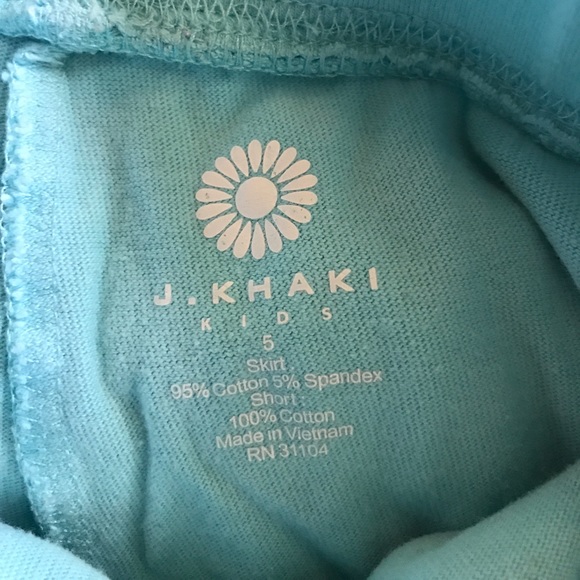 J.KHAKI
KIDS
5
Skirt
95% Cotton 5% Spandex
Short
100% Cotton
Made in Vietnam
RN 31104